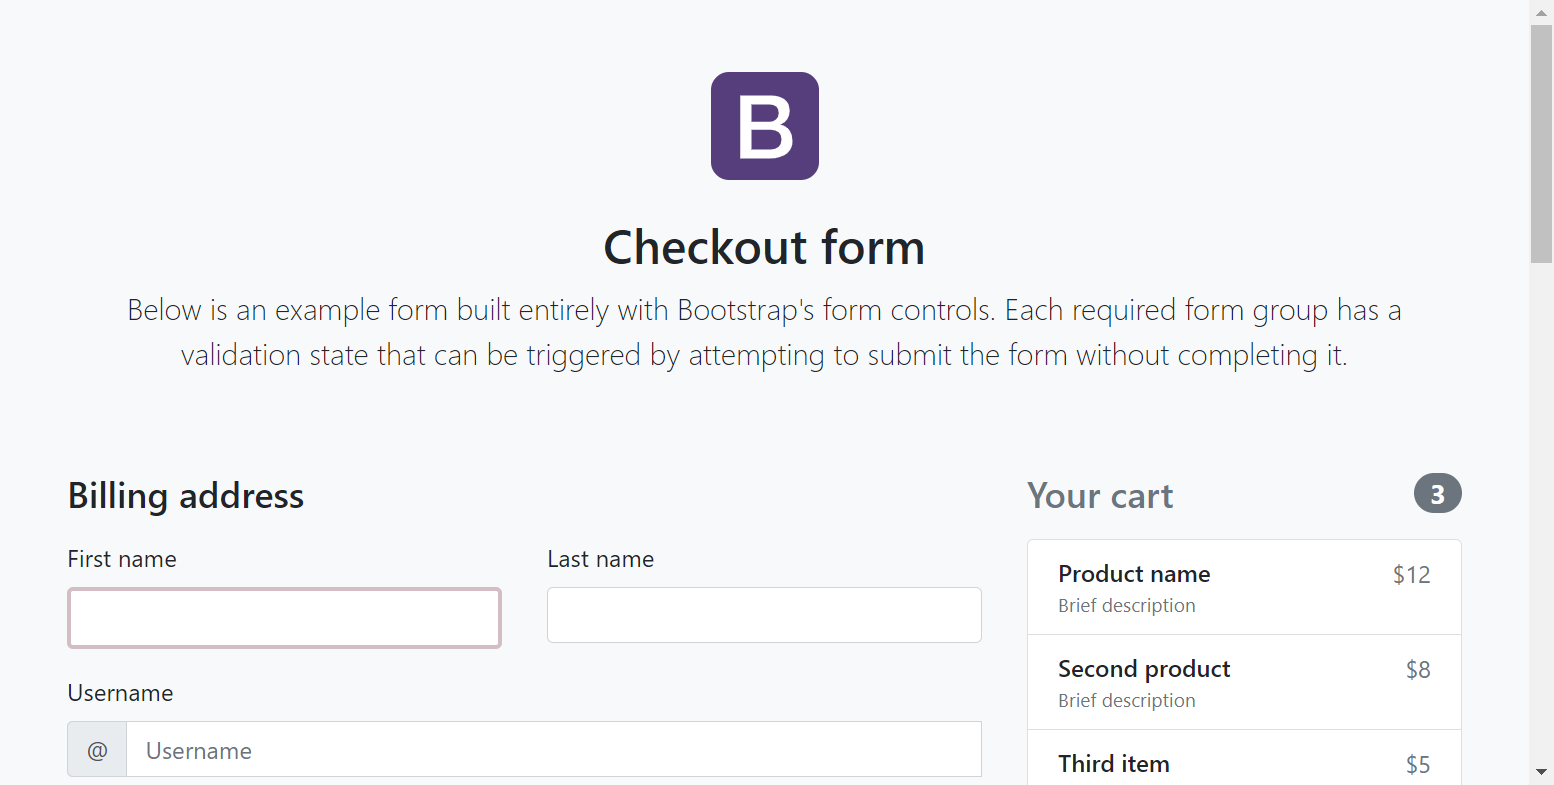 B
Checkout form
Below is an example form built entirely with Bootstrap's form controls. Each required form group has a
validation state that can be triggered by attempting to submit the form without completing it.
Billing address
First name
Last name
Username
@ Username
Your cart 3
Product name $12
Brief description
Second product $8
Brief description
Third item $5